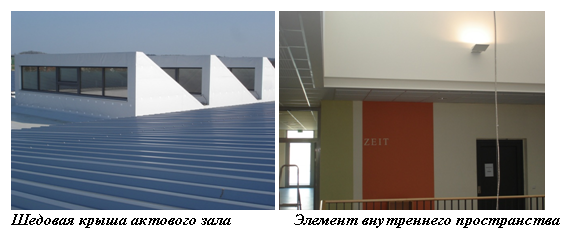 ZEIT
Шедовая крыша актового зала
Элемент внутреннего пространства